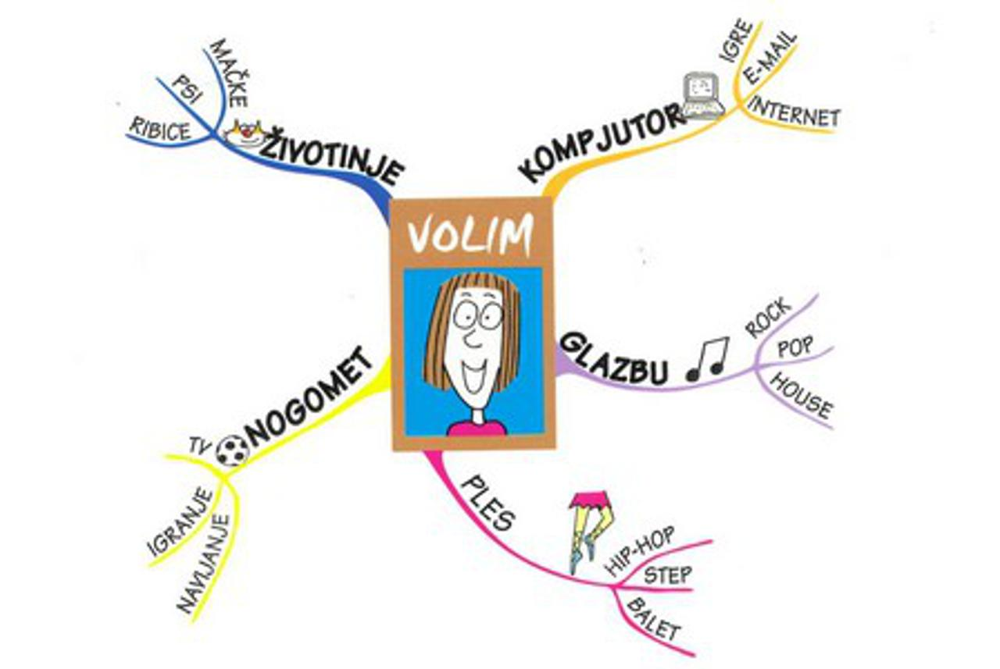 VOLIM
KOMPJUTOR
IGRE
E-MAIL
INTERNET
GLAZBU
ROCK
POP
HOUSE
PLES
HIP-HOP
STEP
BALET
NOGOMET
TV
IGRANJE
NAVIJANJE
ŽIVOTINJE
MAČKE
PSI
RIBICE